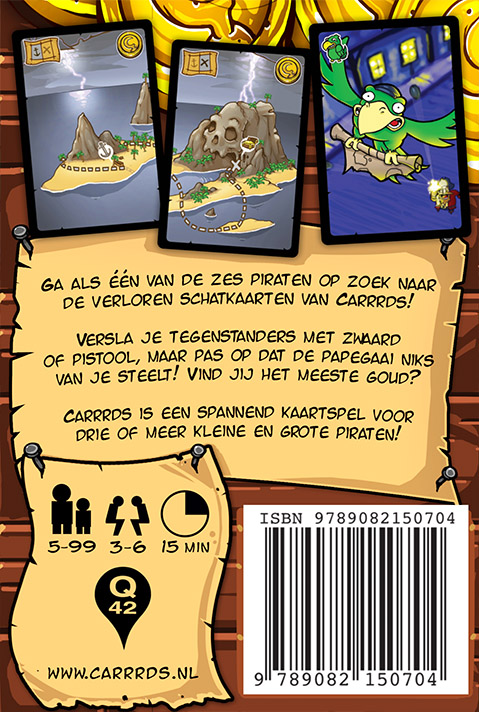 Ga als één van de zes piraten op zoek naar
de verloren schatkaarten van Carrrds!
Versla je tegenstanders met zwaard
of pistool, maar pas op dat de papegaai niks
van je steelt! Vind jij het meeste goud?
Carrrds is een spannend kaartspel voor
drie of meer kleine en grote piraten!
5-99 3-6 15 min
Q
42
www.carrrds.nl
ISBN 9789082150704
9 789082 150704